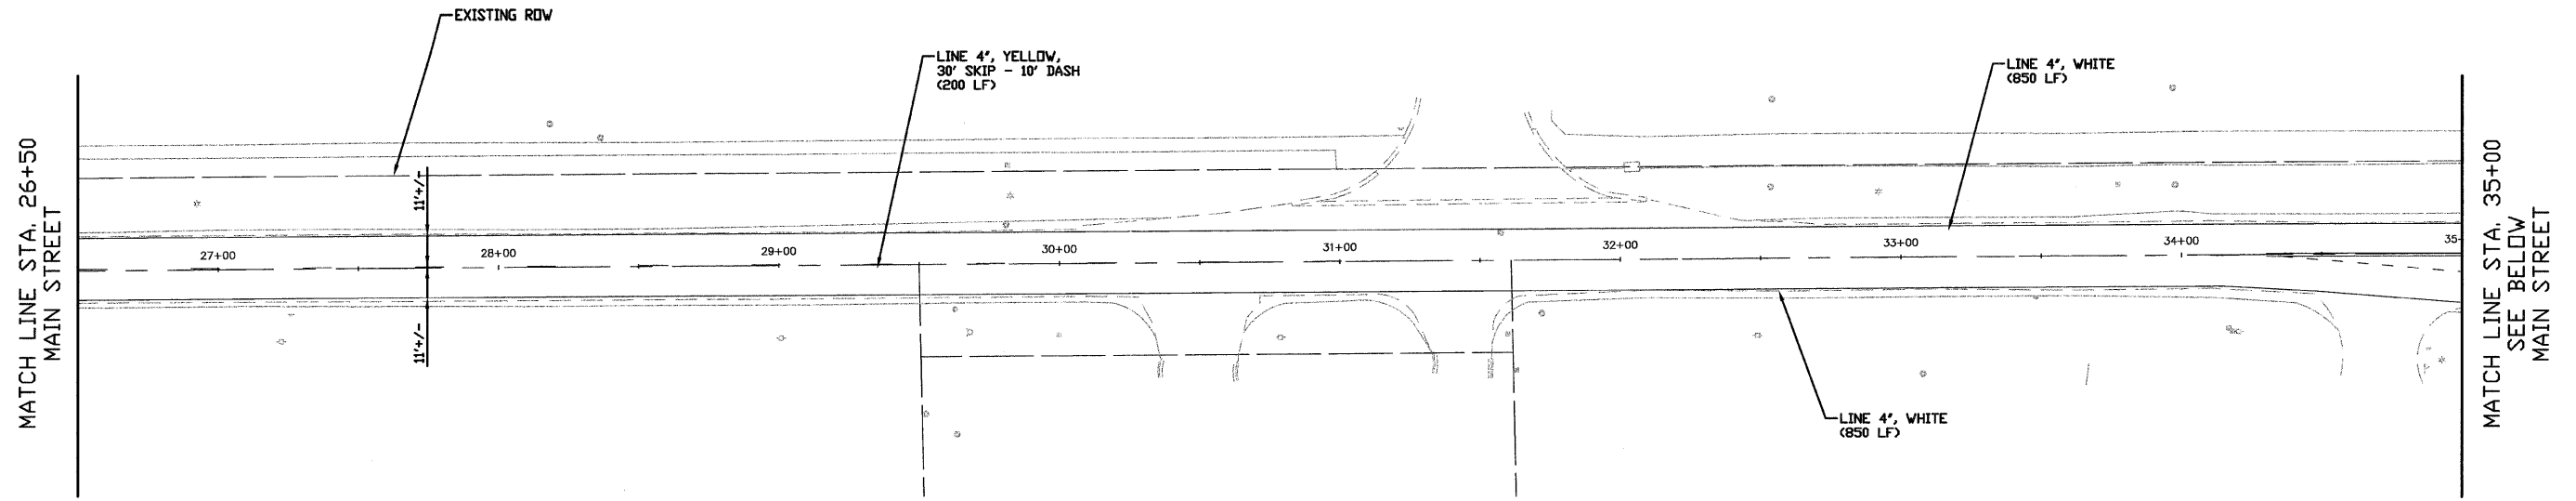 EXISTING ROW
LINE 4", YELLOW,
30' SKIP - 10' DASH
(200 LF)
LINE 4", WHITE
(850 LF)
MATCH LINE STA. 26+50
MAIN STREET
11'+/-
11'+/-
27+00
28+00
29+00
30+00
31+00
32+00
33+00
34+00
35-
LINE 4", WHITE
(850 LF)
MATCH LINE STA. 35+00
SEE BELOW
MAIN STREET